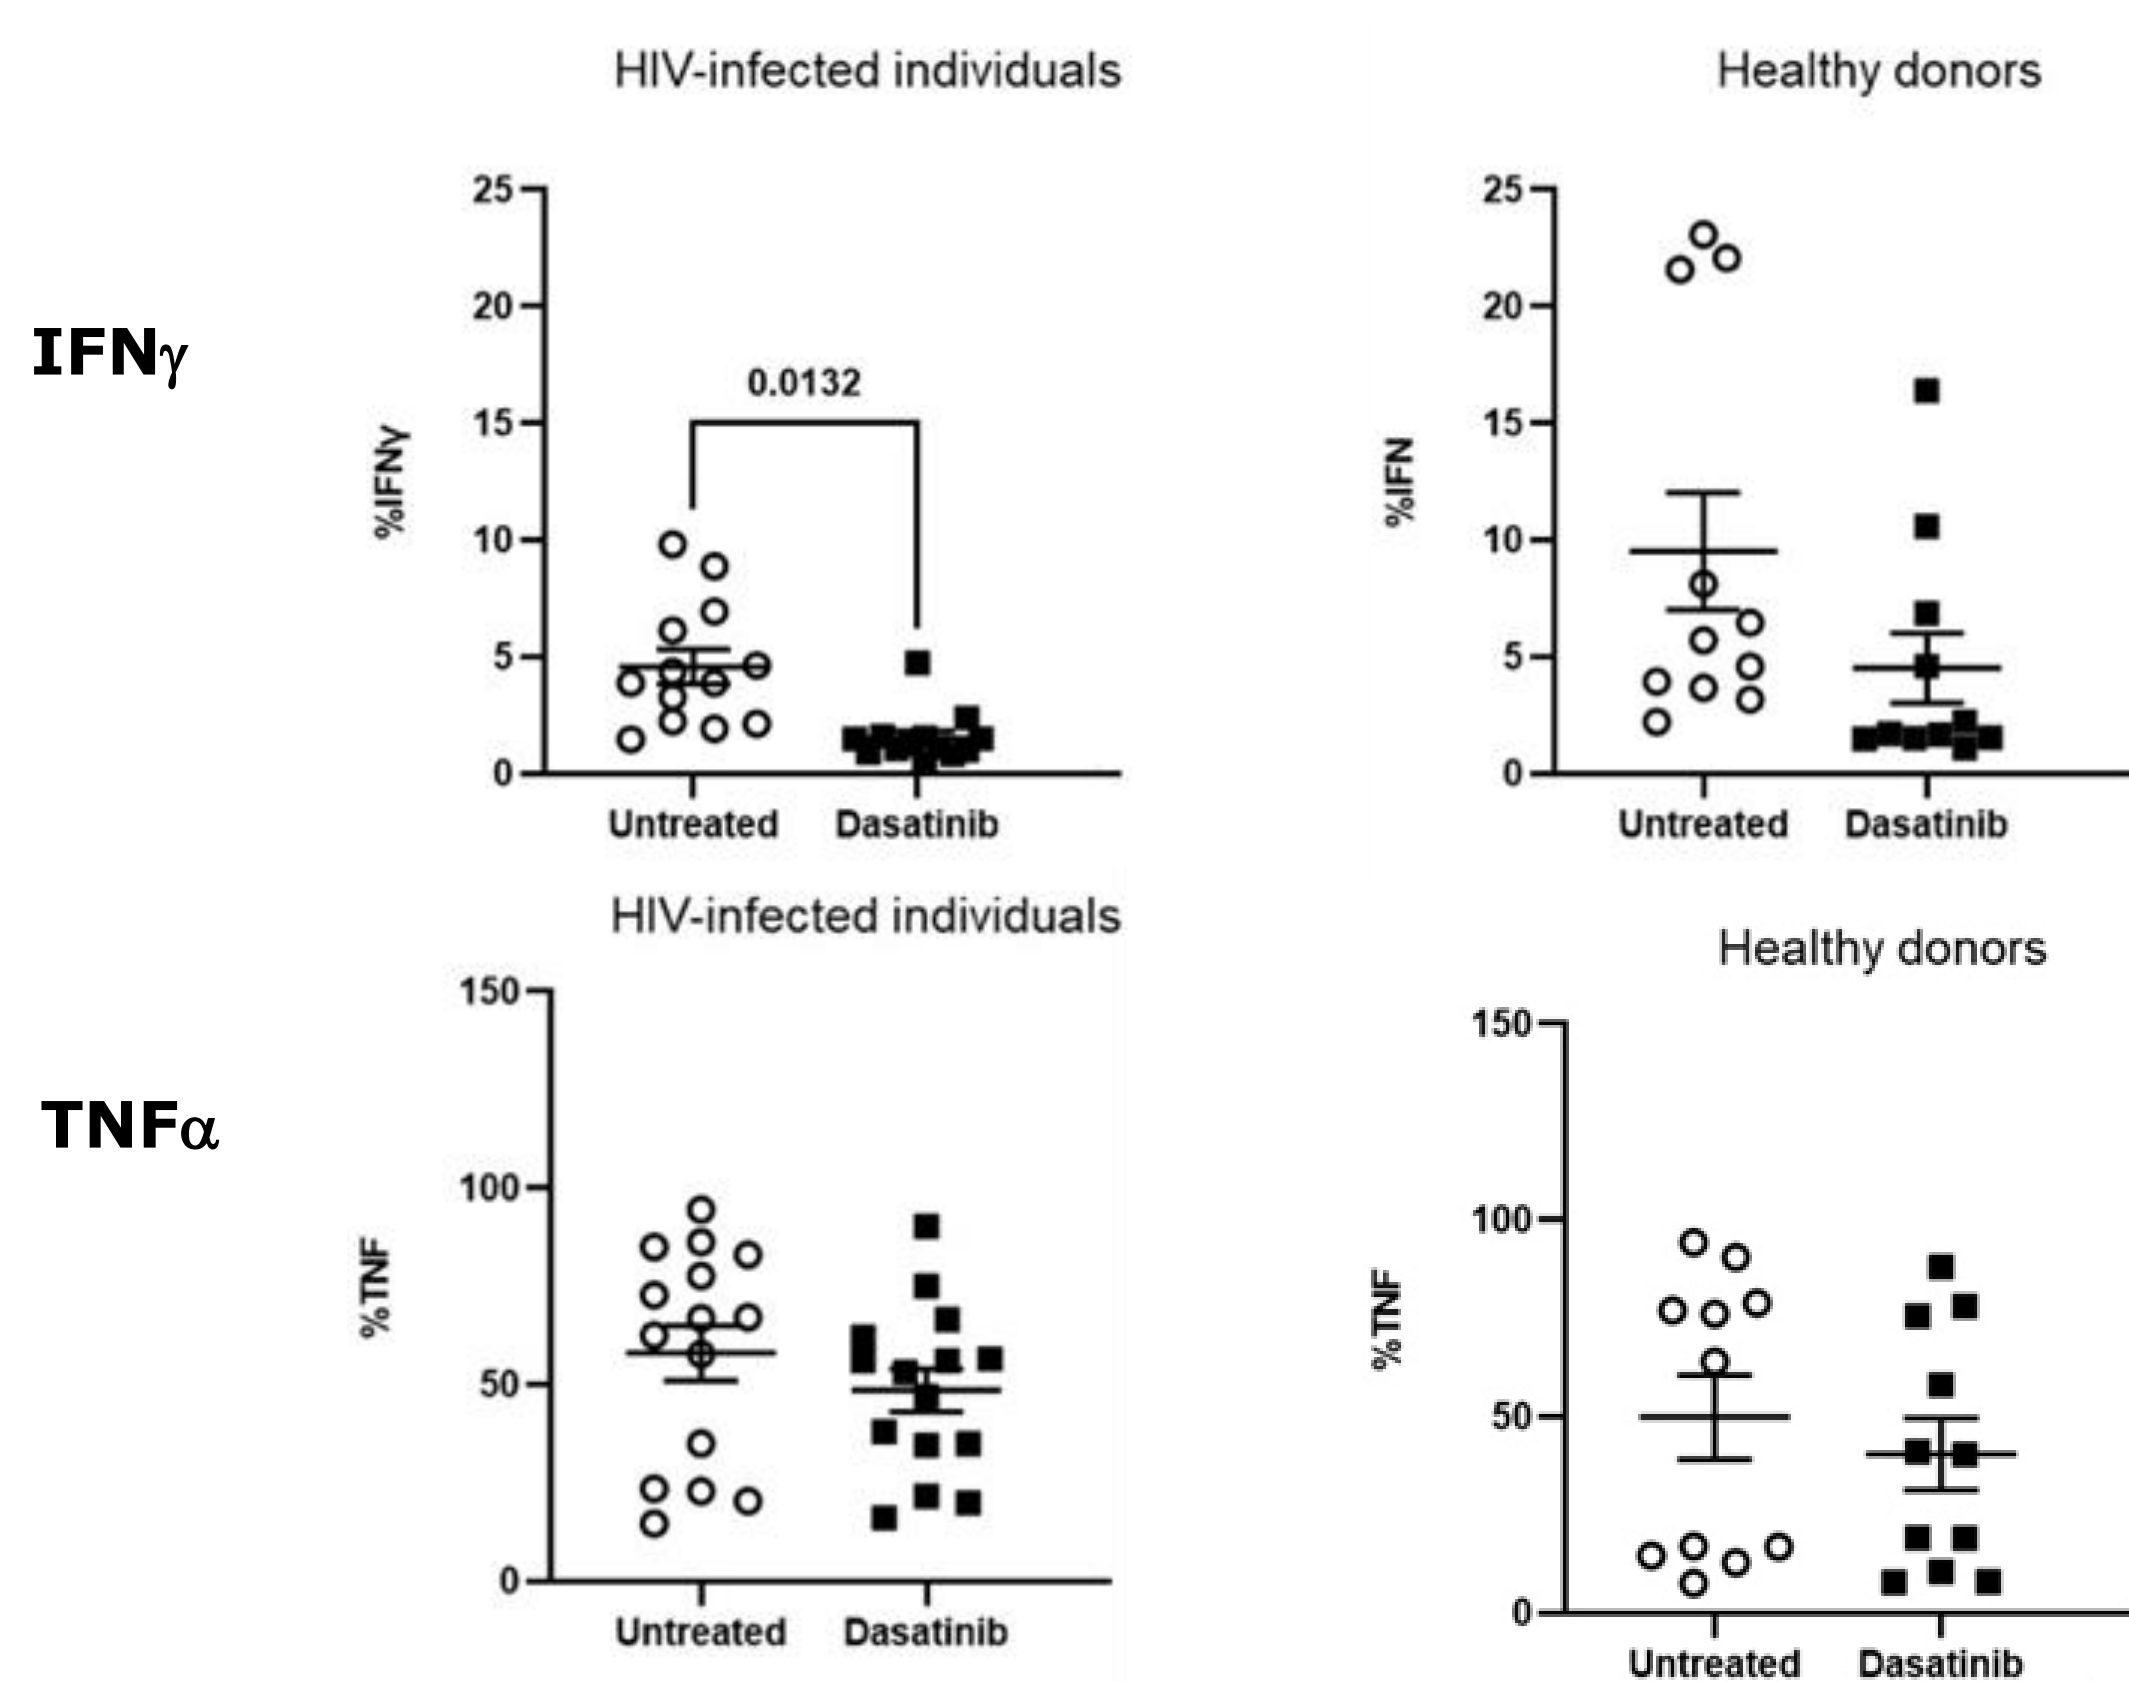 HIV-infected individuals
Healthy donors
IFNγ
%IFNγ
25
20
15
10
5
0
0.0132
Untreated
Dasatinib
%IFN
25
20
15
10
5
0
Untreated
Dasatinib
HIV-infected individuals
Healthy donors
TNFα
%TNF
150
100
50
0
Untreated
Dasatinib
%TNF
150
100
50
0
Untreated
Dasatinib